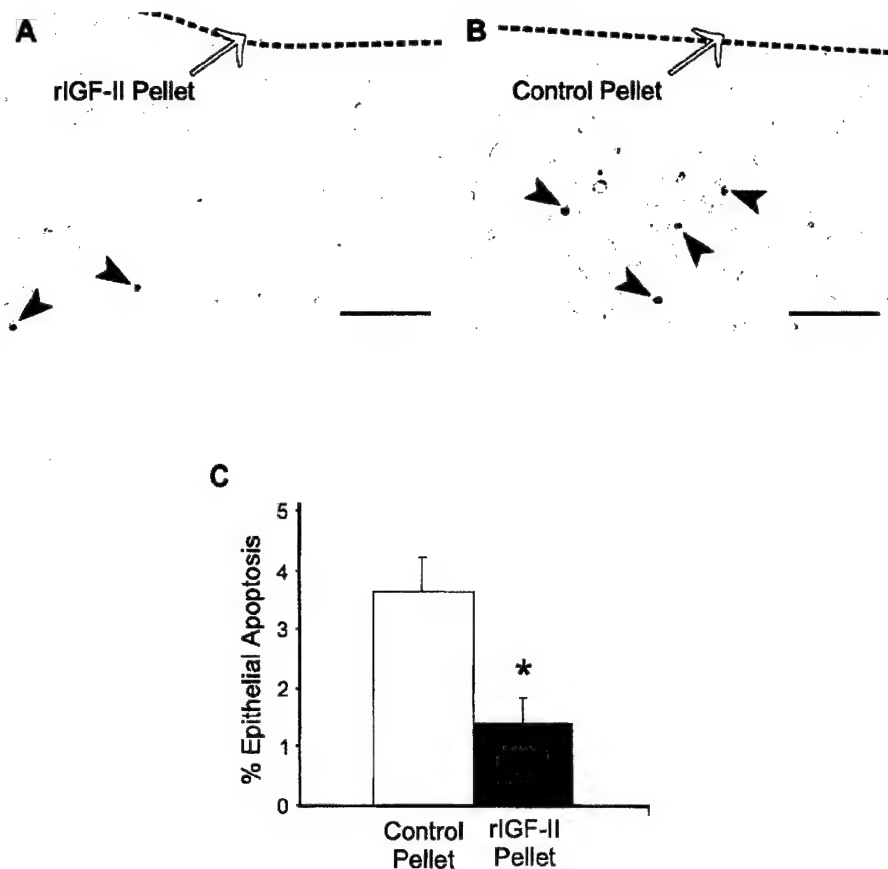 A
rIGF-II Pellet
B
Control Pellet
C
% Epithelial Apoptosis
5
4
3
2
1
0
*
Control
Pellet
rIGF-II
Pellet